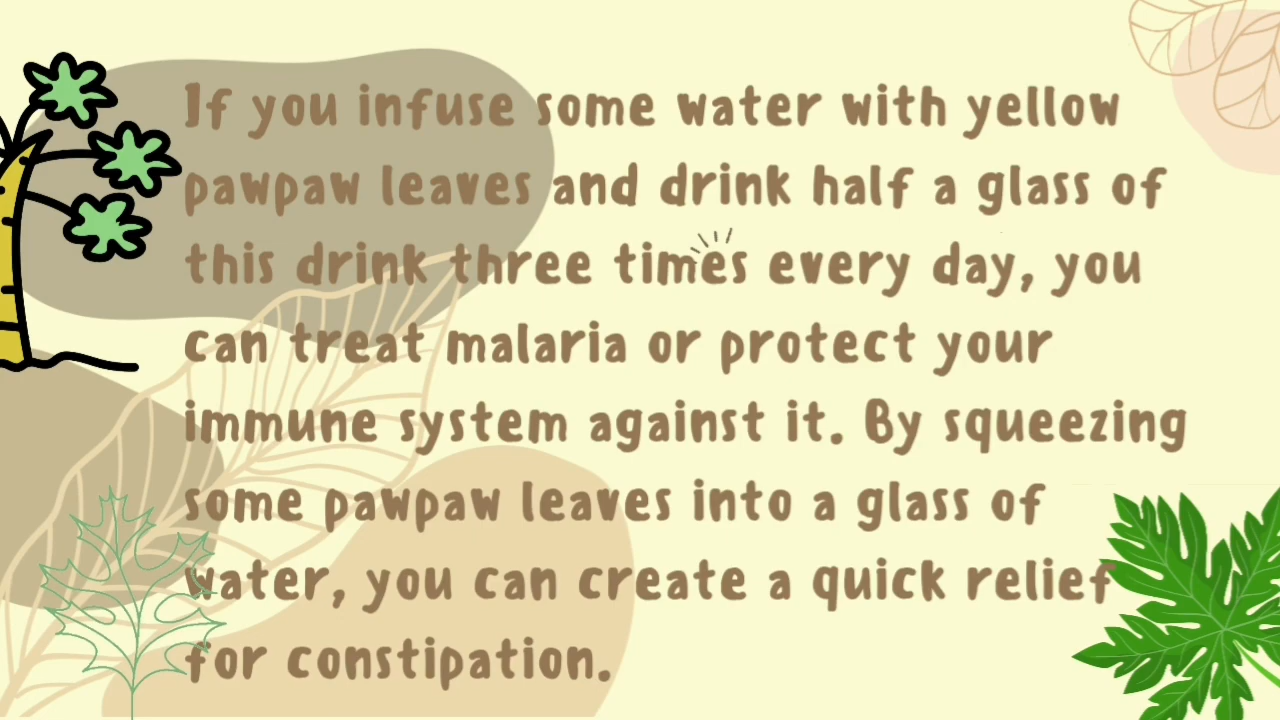 If you infuse some water with yellow
pawpaw leaves and drink half a glass of
this drink three times every day, you
can treat malaria or protect your
immune system against it. By squeezing
some pawpaw leaves into a glass of
water, you can create a quick relief
for constipation.